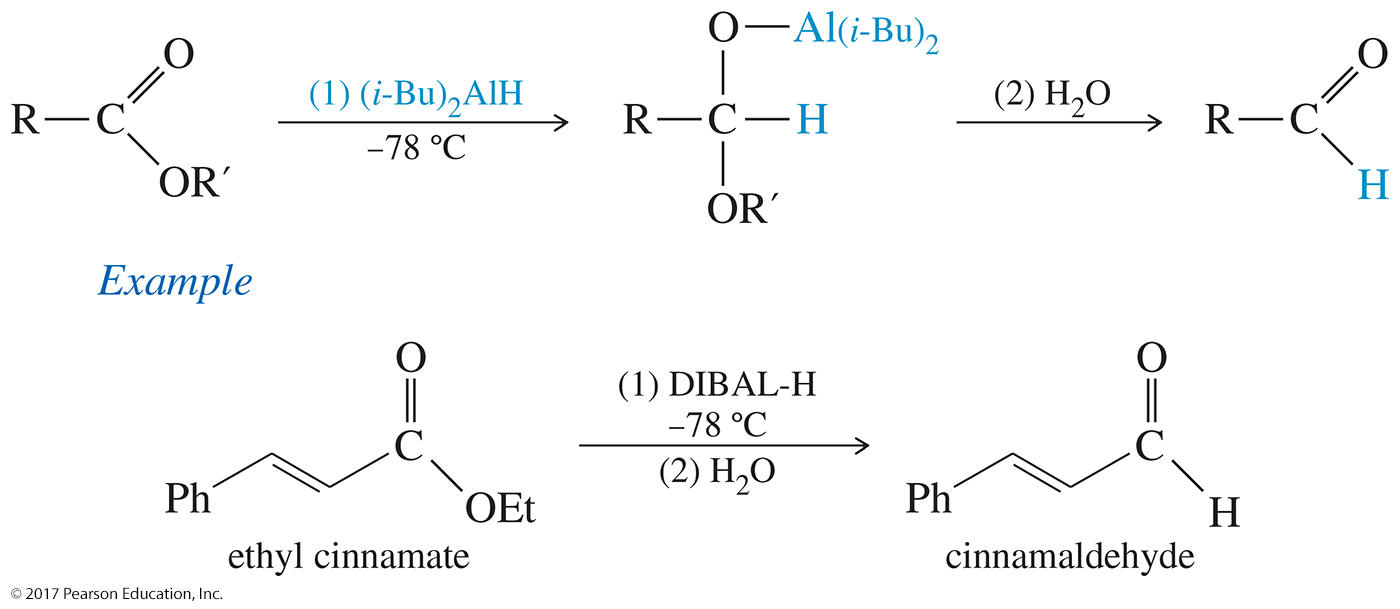 R—C(=O)OR′ (1) (i-Bu)₂AlH –78 °C R—C(O—Al(i-Bu)₂)(OR′)—H (2) H₂O R—C(=O)H
Example
Ph C O OEt (1) DIBAL-H –78 °C (2) H₂O Ph C O H
ethyl cinnamate cinnamaldehyde
© 2017 Pearson Education, Inc.